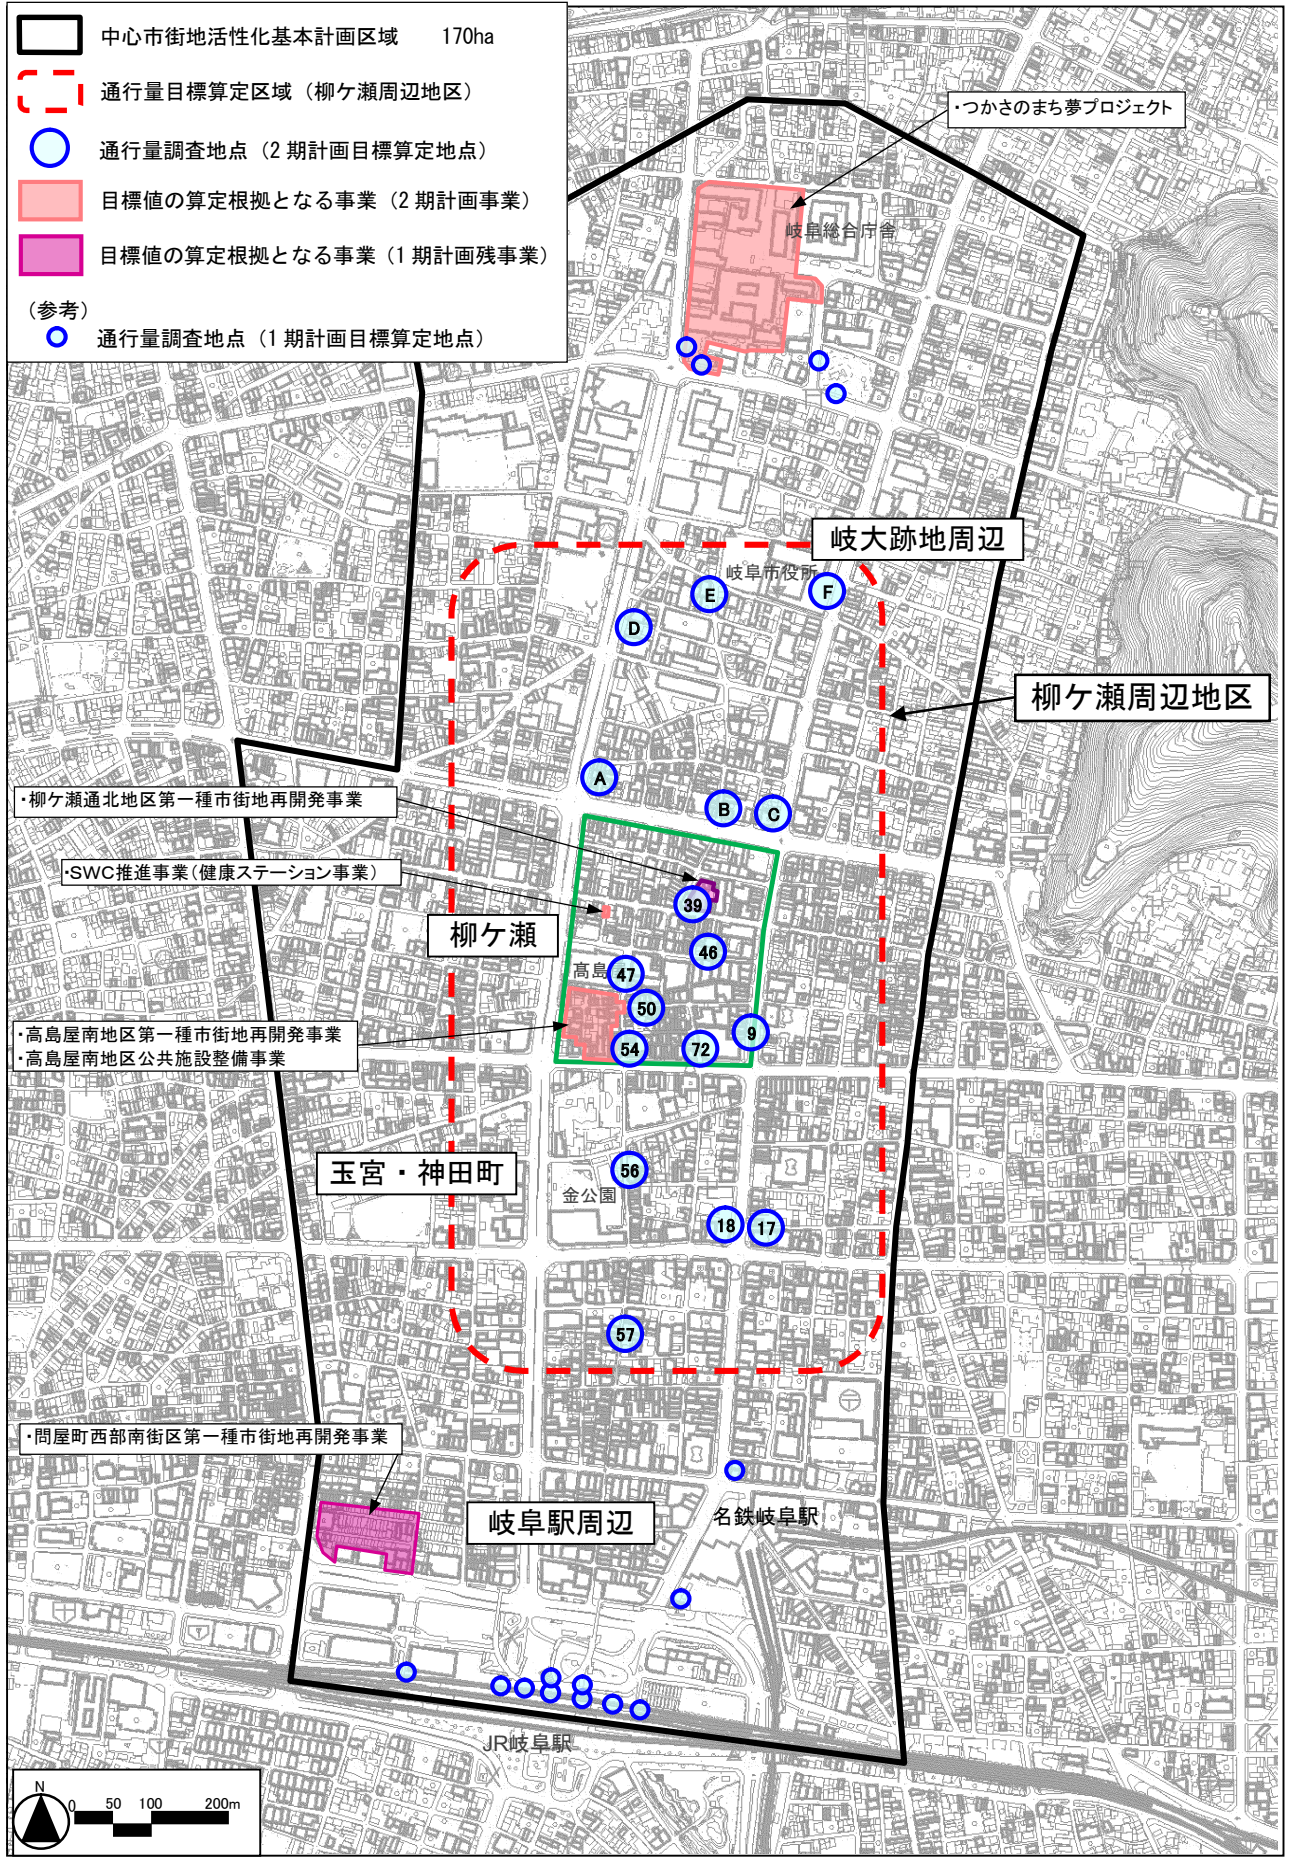 中心市街地活性化基本計画区域 170ha
通行量目標算定区域（柳ケ瀬周辺地区）
通行量調査地点（2期計画目標算定地点）
目標値の算定根拠となる事業（2期計画事業）
目標値の算定根拠となる事業（1期計画残事業）
（参考）
通行量調査地点（1期計画目標算定地点）
・つかさのまち夢プロジェクト
岐阜総合庁舎
岐大跡地周辺
岐阜市役所
E
F
D
柳ケ瀬周辺地区
A
B
C
・柳ケ瀬通北地区第一種市街地再開発事業
・SWC推進事業（健康ステーション事業）
39
柳ケ瀬
46
高島
47
50
・高島屋南地区第一種市街地再開発事業
・高島屋南地区公共施設整備事業
9
54
72
玉宮・神田町
56
金公園
18
17
57
・問屋町西部南街区第一種市街地再開発事業
岐阜駅周辺
名鉄岐阜駅
JR岐阜駅
N
0 50 100 200m